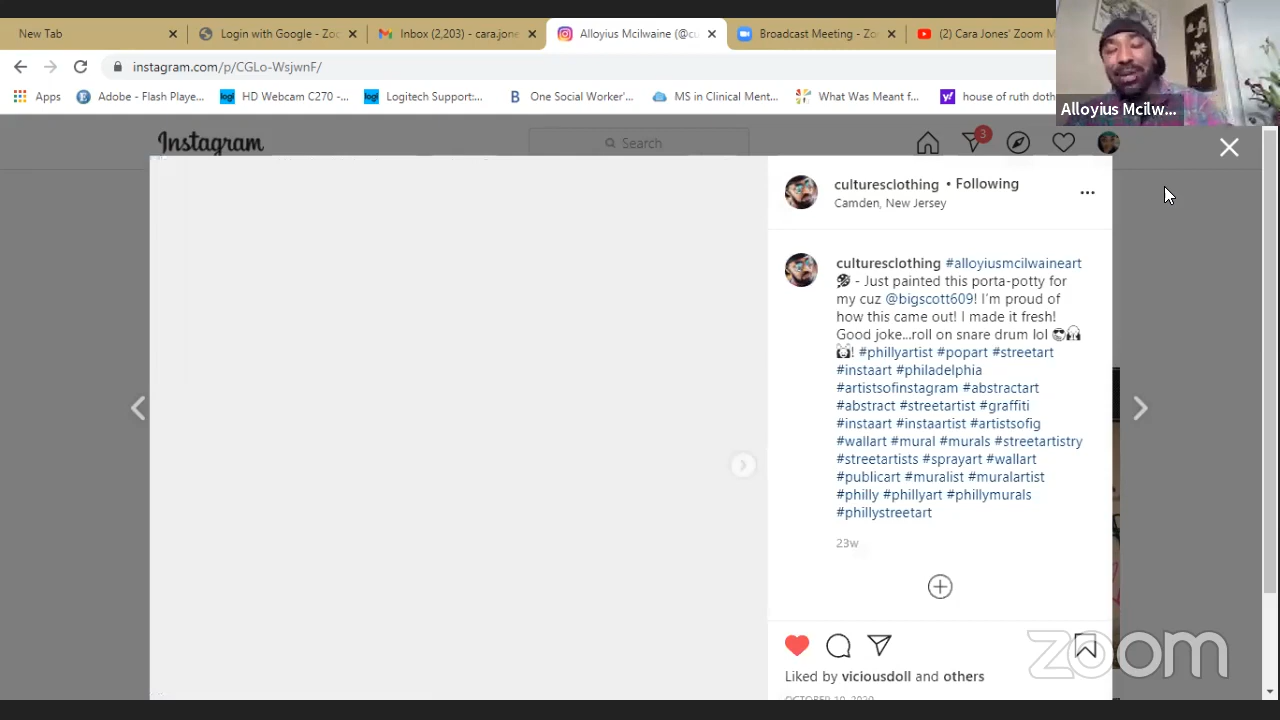 New Tab
Login with Google - Zoo
Inbox (2,203) - cara.jone
Alloyius Mcilwaine (@cu
Broadcast Meeting - Zo
(2) Cara Jones' Zoom M
instagram.com/p/CGLo-WsjwnF/
Apps
Adobe - Flash Playe...
HD Webcam C270 -...
Logitech Support:...
One Social Worker'...
MS in Clinical Ment...
What Was Meant f...
house of ruth doth
Alloyius Mcilw...
Instagram
Search
3
culturesclothing • Following
Camden, New Jersey
culturesclothing #alloyiusmcilwaineart
- Just painted this porta-potty for
my cuz @bigscott609! I'm proud of
how this came out! I made it fresh!
Good joke...roll on snare drum lol
! #phillyartist #popart #streetart
#instaart #philadelphia
#artistsofinstagram #abstractart
#abstract #streetartist #graffiti
#instaart #instaartist #artistsofig
#wallart #mural #murals #streetartistry
#streetartists #sprayart #wallart
#publicart #muralist #muralartist
#philly #phillyart #phillymurals
#phillystreetart
23w
Liked by viciousdoll and others
OCTOBER 10, 2020
zoom